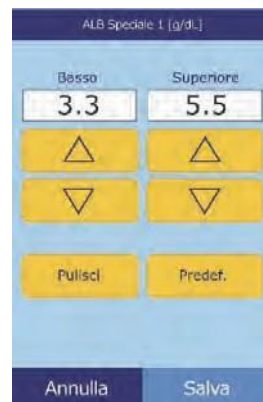 ALB Speciale 1 [g/dL]
Basso Superiore
3.3 5.5
Pulisci Predef.
Annulla Salva